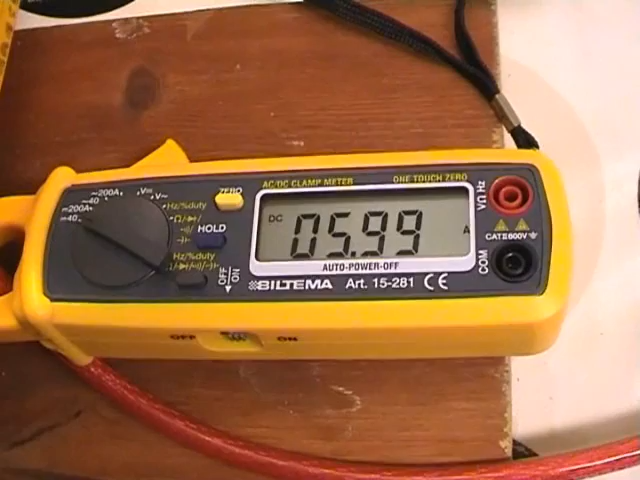 AC/DC CLAMP METER ONE TOUCH ZERO
ZERO
~200A
~40
V~
Hz/%duty
200A
40
HOLD
Hz/%duty
OFF
ON
DC
05.99
A
AUTO-POWER-OFF
BILTEMA Art. 15-281 CE
VΩ Hz
CAT II 600V
COM
OFF ON